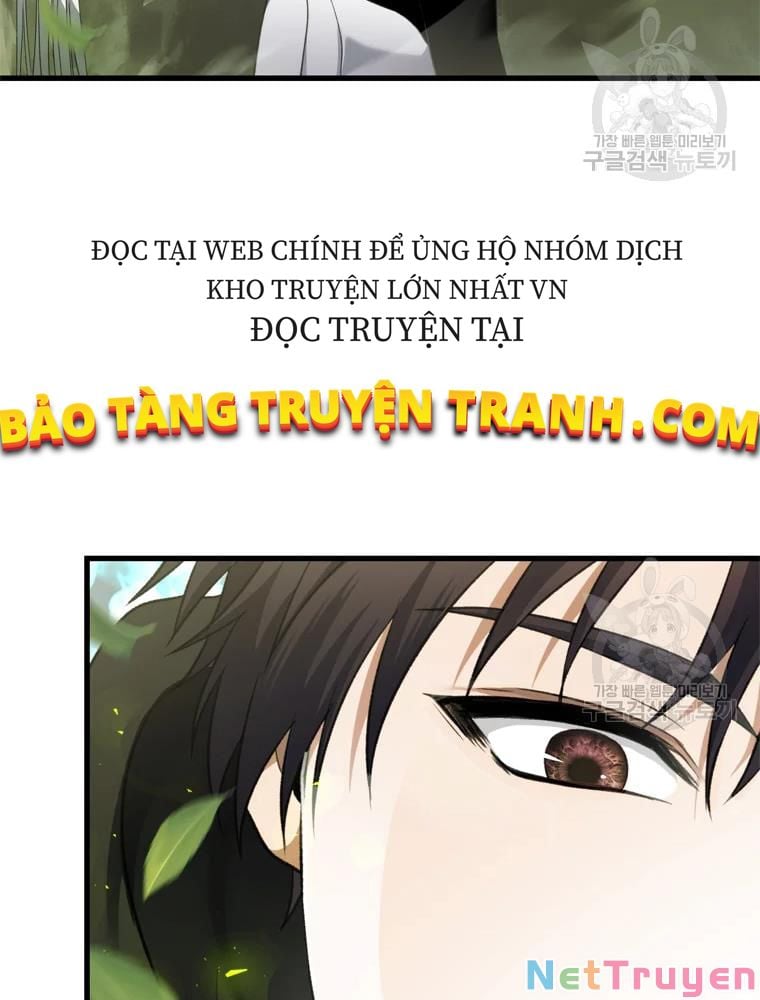 가장 빠른 웹툰 미리보기
구글검색 뉴토끼
ĐỌC TẠI WEB CHÍNH ĐỂ ỦNG HỘ NHÓM DỊCH
KHO TRUYỆN LỚN NHẤT VN
ĐỌC TRUYỆN TẠI
BẢO TÀNG TRUYỆN TRANH.COM
가장 빠른 웹툰 미리보기
구글검색 뉴토끼
NetTruyen